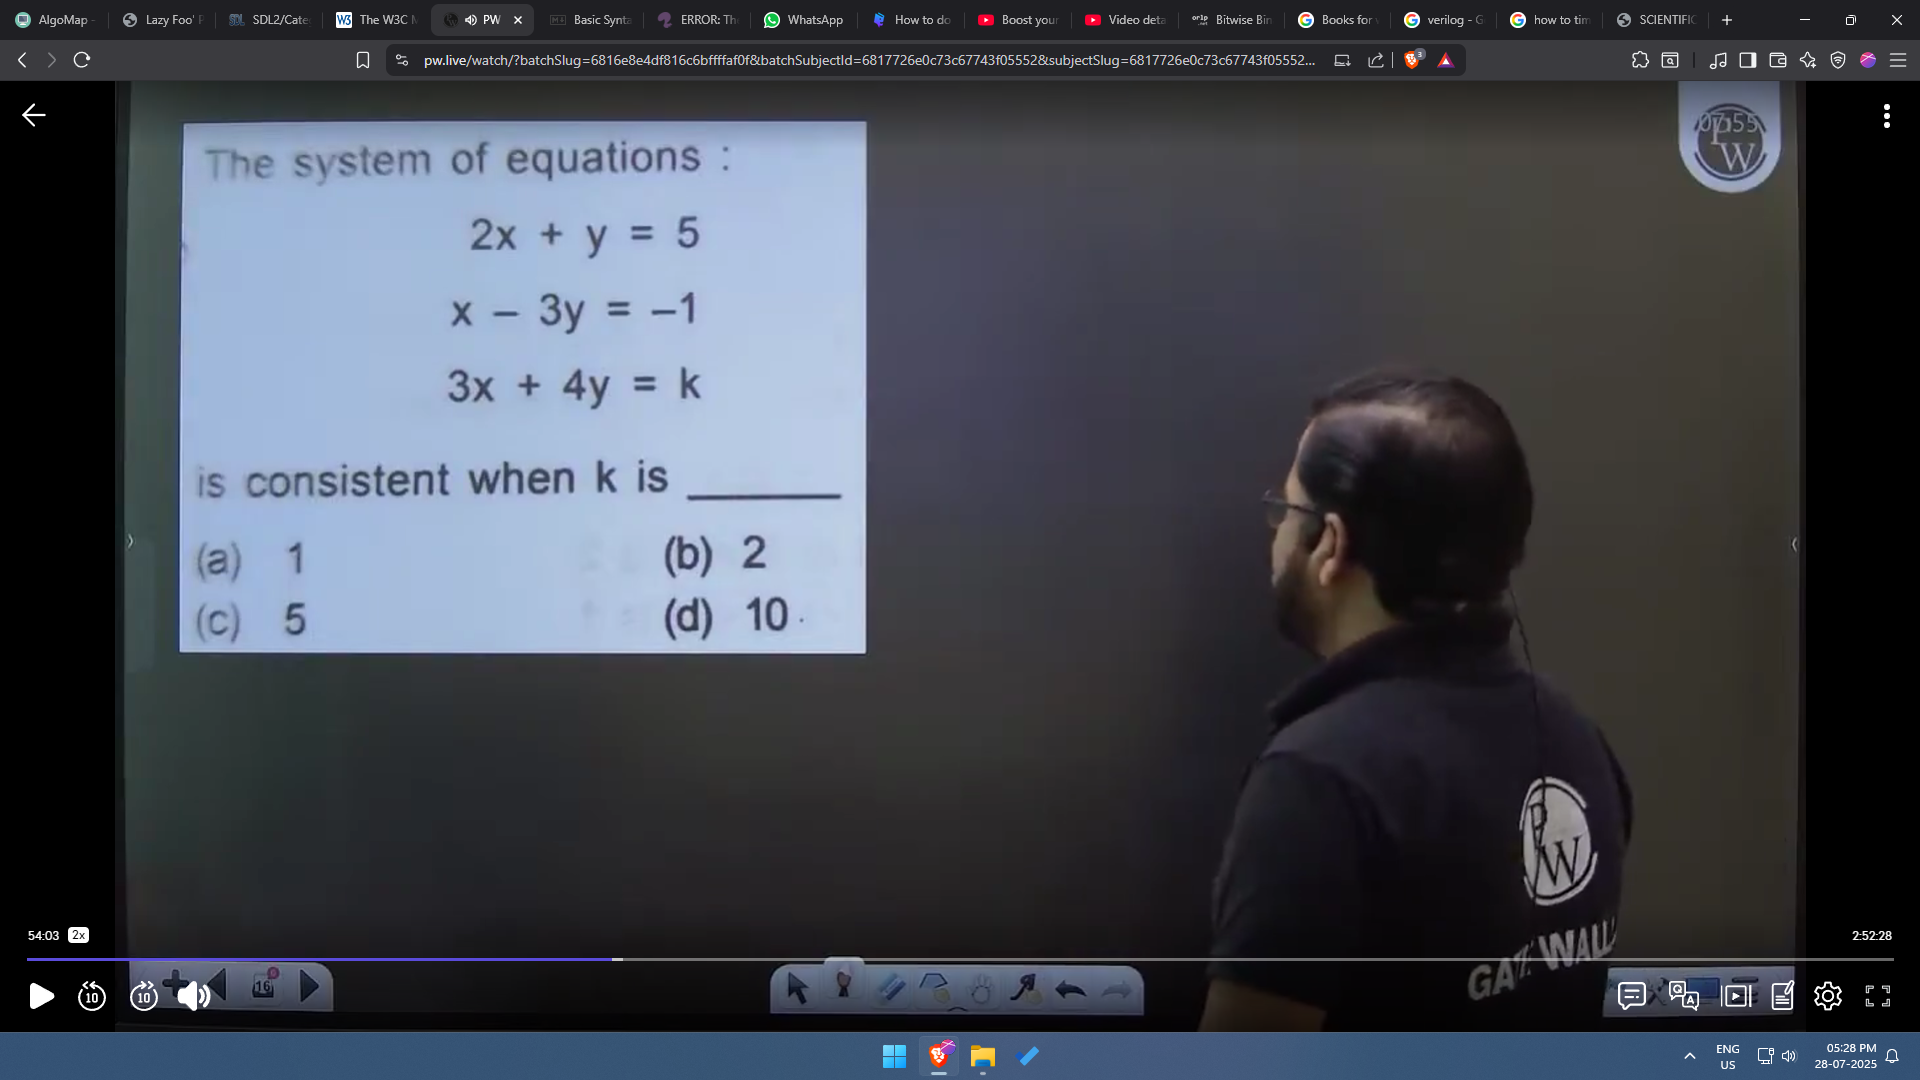 AlgoMap -
Lazy Foo' P
SDL2/Cate
The W3C M
PW
Basic Synta
ERROR: Th
WhatsApp
How to do
Boost your
Video deta
Bitwise Bin
Books for v
verilog - G
how to tim
SCIENTIFIC
pw.live/watch/?batchSlug=6816e8e4df816c6bffffaf0f&batchSubjectId=6817726e0c73c67743f05552&subjectSlug=6817726e0c73c67743f05552...
07:55
PW
The system of equations :
2x + y = 5
x – 3y = –1
3x + 4y = k
is consistent when k is ______
(a) 1 (b) 2
(c) 5 (d) 10
PW
GATE WALL
54:03 2x
2:52:28
10
10
16
ENG
US
05:28 PM
28-07-2025